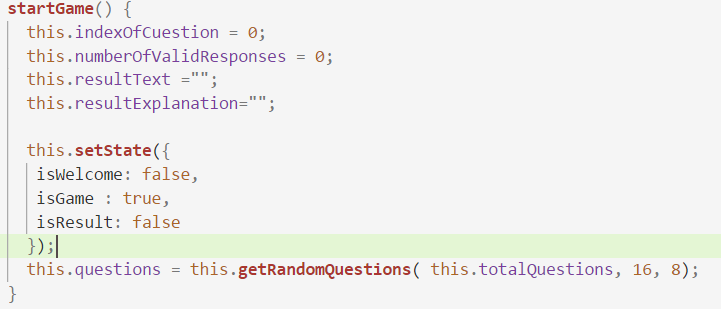 startGame() {
this.indexOfCuestion = 0;
this.numberOfValidResponses = 0;
this.resultText ="";
this.resultExplanation="";
this.setState({
isWelcome: false,
isGame : true,
isResult: false
});
this.questions = this.getRandomQuestions( this.totalQuestions, 16, 8);
}